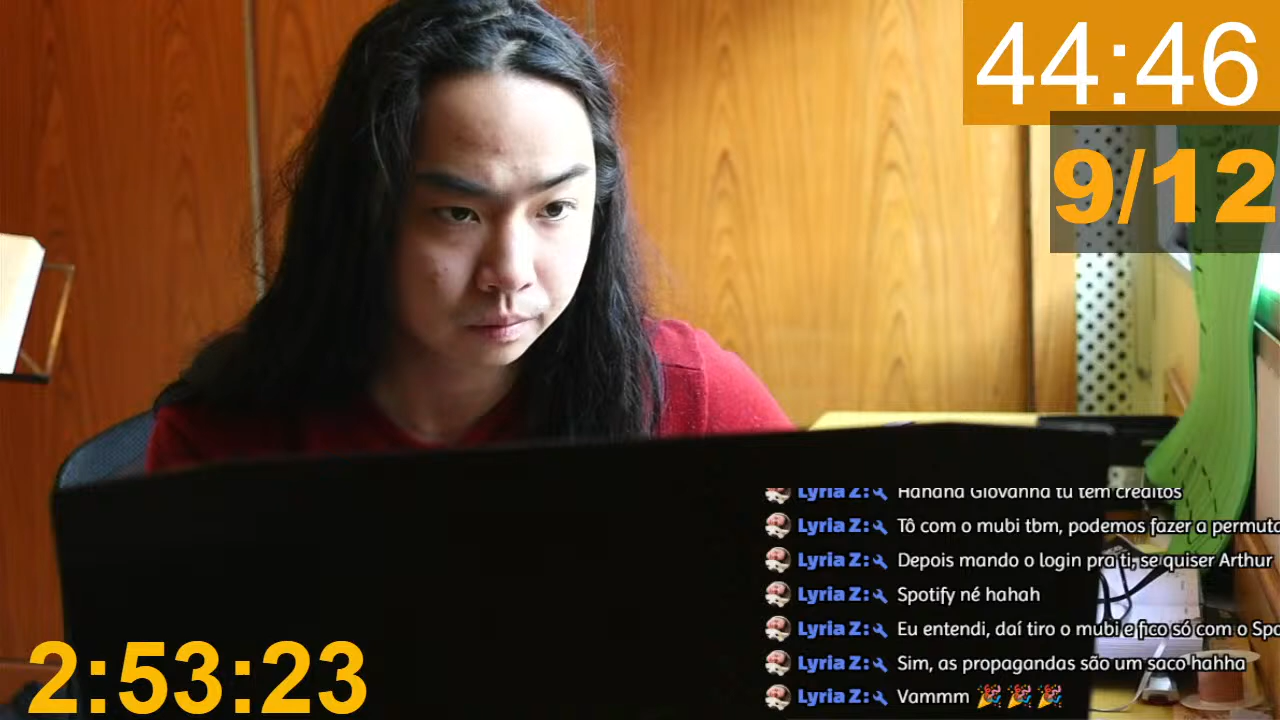 44:46
9/12
Lyria Z: Hahaha Giovanna tu tem créditos
Lyria Z: Tô com o mubi tbm, podemos fazer a permuta
Lyria Z: Depois mando o login pra ti, se quiser Arthur
Lyria Z: Spotify né hahah
Lyria Z: Eu entendi, daí tiro o mubi e fico só com o Spo
Lyria Z: Sim, as propagandas são um saco hahha
Lyria Z: Vammm 🎉 🎉 🎉
2:53:23